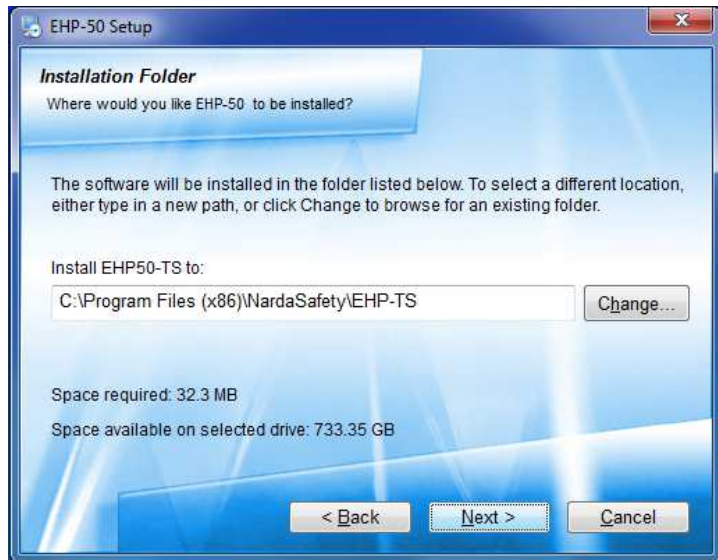 EHP-50 Setup
Installation Folder
Where would you like EHP-50 to be installed?
The software will be installed in the folder listed below. To select a different location,
either type in a new path, or click Change to browse for an existing folder.
Install EHP50-TS to:
C:\Program Files (x86)\NardaSafety\EHP-TS
Change...
Space required: 32.3 MB
Space available on selected drive: 733.35 GB
< Back
Next >
Cancel